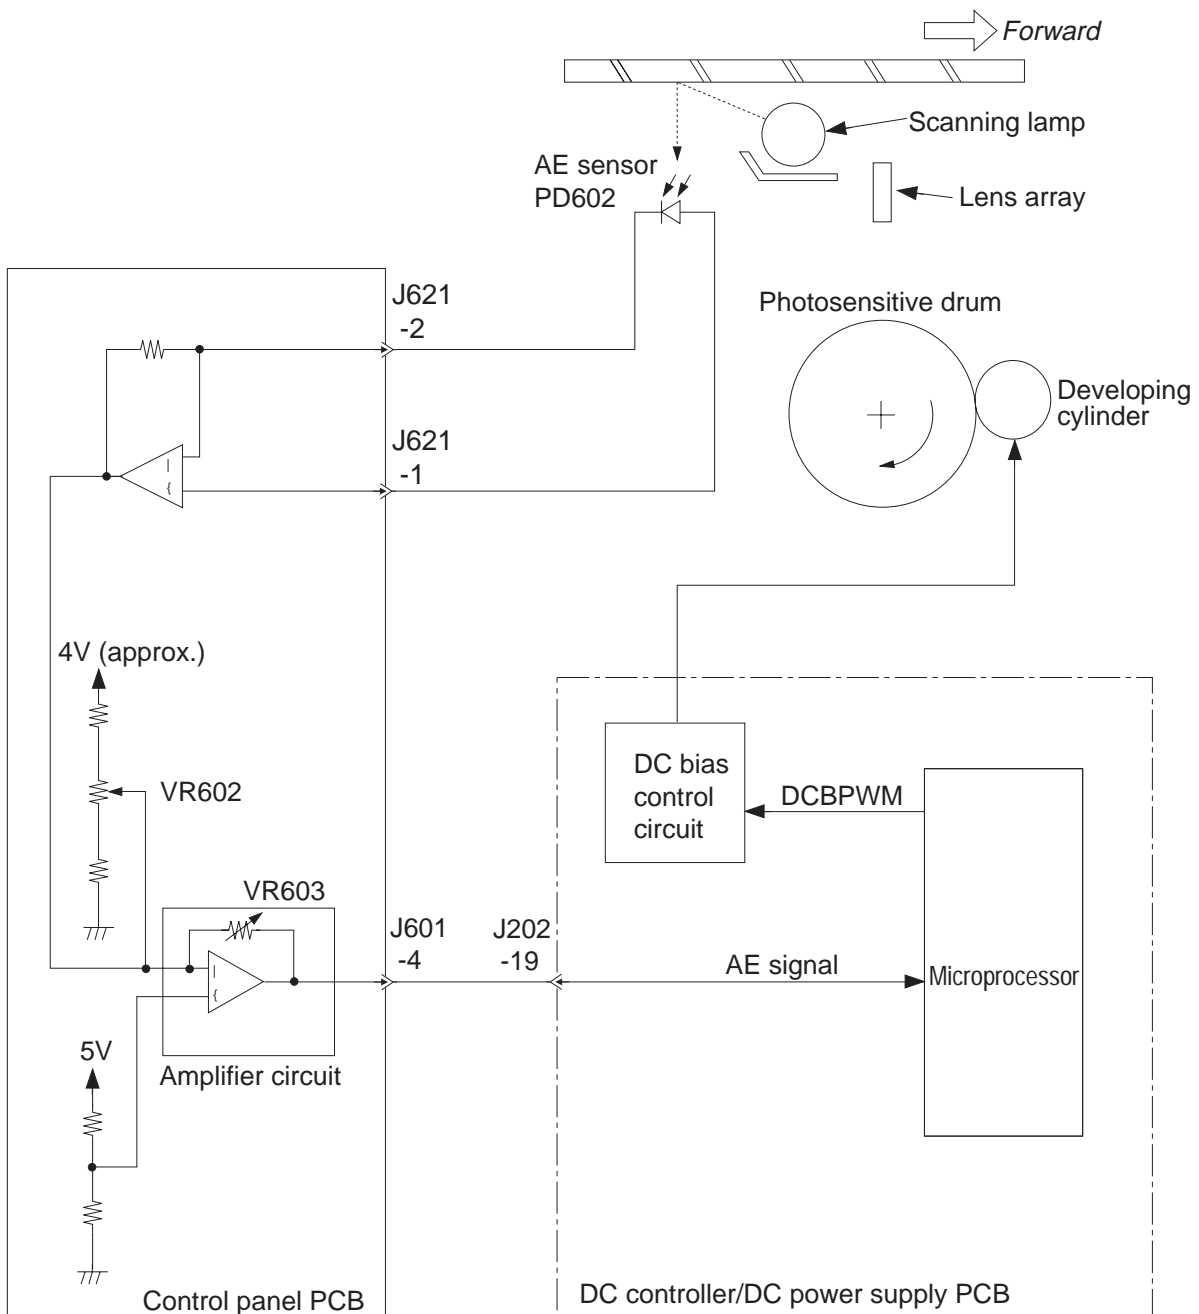 Forward
Scanning lamp
AE sensor
PD602
Lens array
J621
-2
Photosensitive drum
Developing
cylinder
J621
-1
4V (approx.)
VR602
DC bias
control
circuit
DCBPWM
VR603
J601
-4
J202
-19
AE signal
Microprocessor
5V
Amplifier circuit
Control panel PCB
DC controller/DC power supply PCB